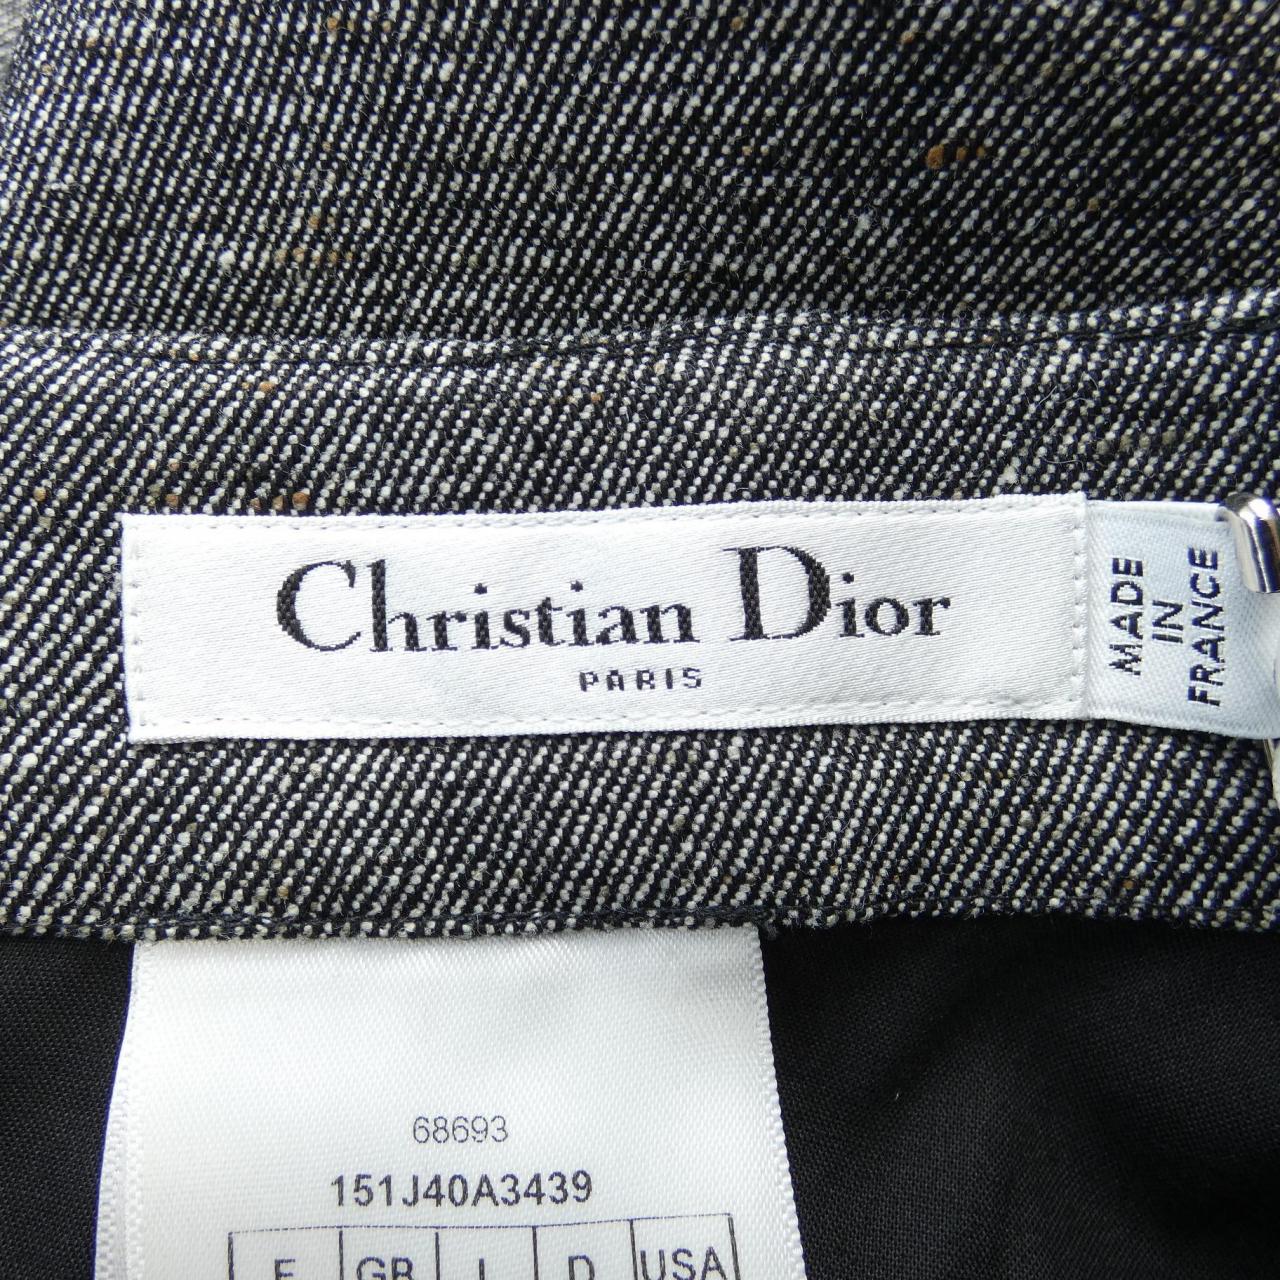 Christian Dior
PARIS
MADE
IN
FRANCE
68693
151J40A3439
F GB I D USA